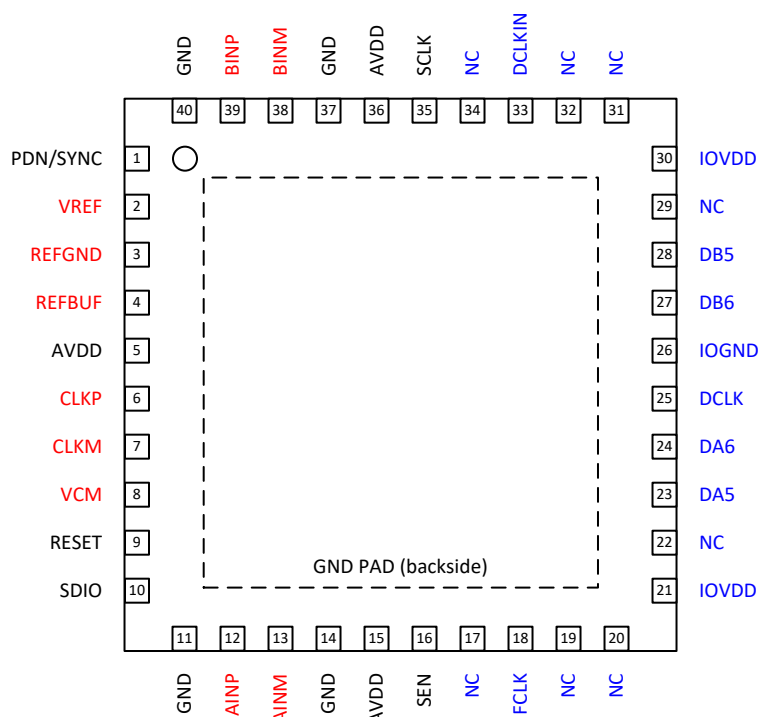 GND BINP BINM GND AVDD SCLK NC DCLKIN NC NC
40 39 38 37 36 35 34 33 32 31
PDN/SYNC 1 30 IOVDD
VREF 2 29 NC
REFGND 3 28 DB5
REFBUF 4 27 DB6
AVDD 5 26 IOGND
CLKP 6 25 DCLK
CLKM 7 24 DA6
VCM 8 23 DA5
RESET 9 22 NC
GND PAD (backside)
SDIO 10 21 IOVDD
11 12 13 14 15 16 17 18 19 20
GND AINP AINM GND AVDD SEN NC FCLK NC NC